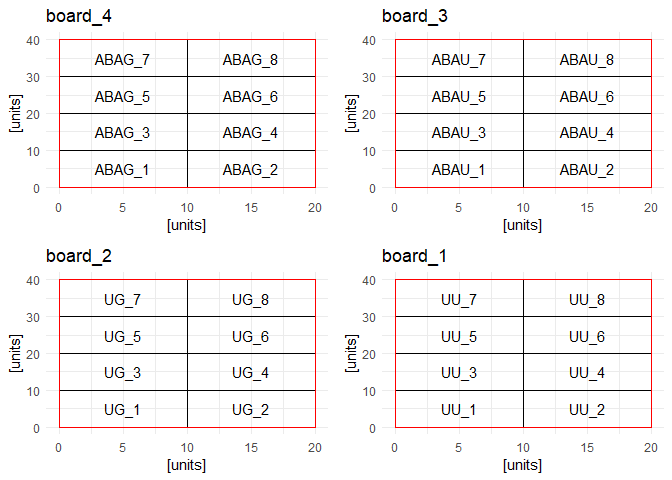 board_4
40
ABAG_7 ABAG_8
30
ABAG_5 ABAG_6
[units]
20
ABAG_3 ABAG_4
10
ABAG_1 ABAG_2
0
0 5 10 15 20
[units]
board_3
40
ABAU_7 ABAU_8
30
ABAU_5 ABAU_6
[units]
20
ABAU_3 ABAU_4
10
ABAU_1 ABAU_2
0
0 5 10 15 20
[units]
board_2
40
UG_7 UG_8
30
UG_5 UG_6
[units]
20
UG_3 UG_4
10
UG_1 UG_2
0
0 5 10 15 20
[units]
board_1
40
UU_7 UU_8
30
UU_5 UU_6
[units]
20
UU_3 UU_4
10
UU_1 UU_2
0
0 5 10 15 20
[units]